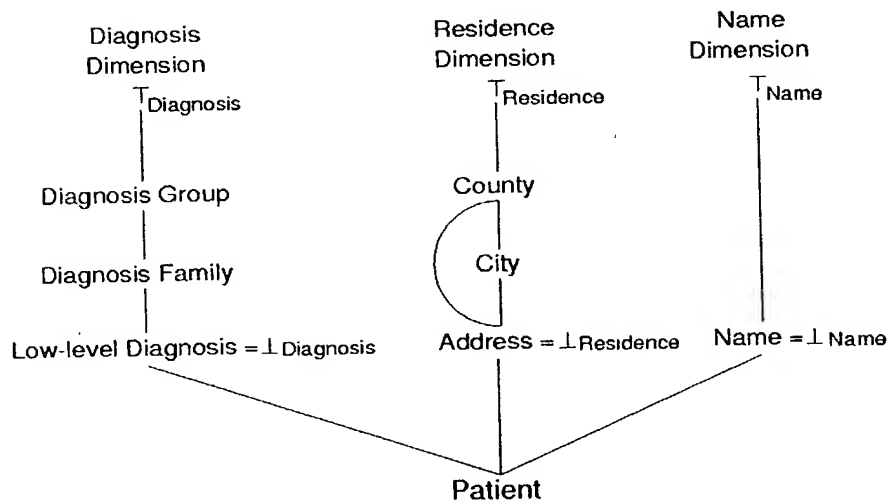 Diagnosis
Dimension
⊤Diagnosis
Diagnosis Group
Diagnosis Family
Low-level Diagnosis = ⊥Diagnosis
Residence
Dimension
⊤Residence
County
City
Address = ⊥Residence
Name
Dimension
⊤Name
Name = ⊥Name
Patient